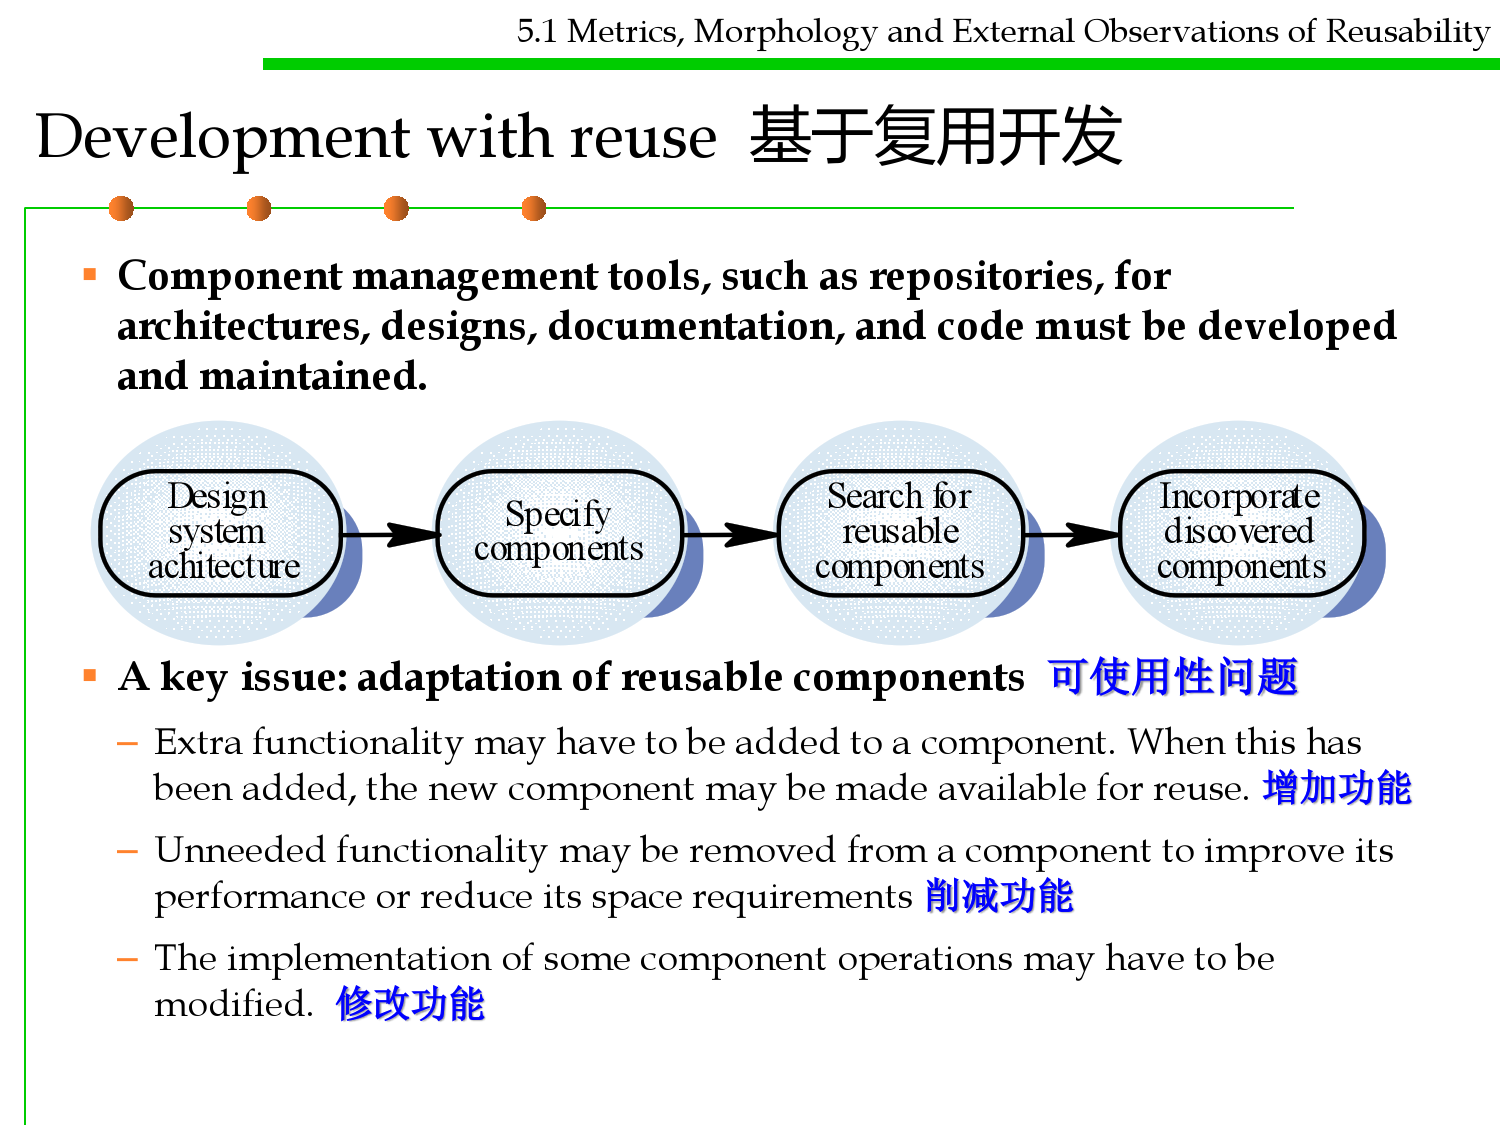 5.1 Metrics, Morphology and External Observations of Reusability
Development with reuse 基于复用开发
▪ Component management tools, such as repositories, for
architectures, designs, documentation, and code must be developed
and maintained.
Design
system
achitecture
Specify
components
Search for
reusable
components
Incorporate
discovered
components
▪ A key issue: adaptation of reusable components 可使用性问题
– Extra functionality may have to be added to a component. When this has
been added, the new component may be made available for reuse. 增加功能
– Unneeded functionality may be removed from a component to improve its
performance or reduce its space requirements 削减功能
– The implementation of some component operations may have to be
modified. 修改功能